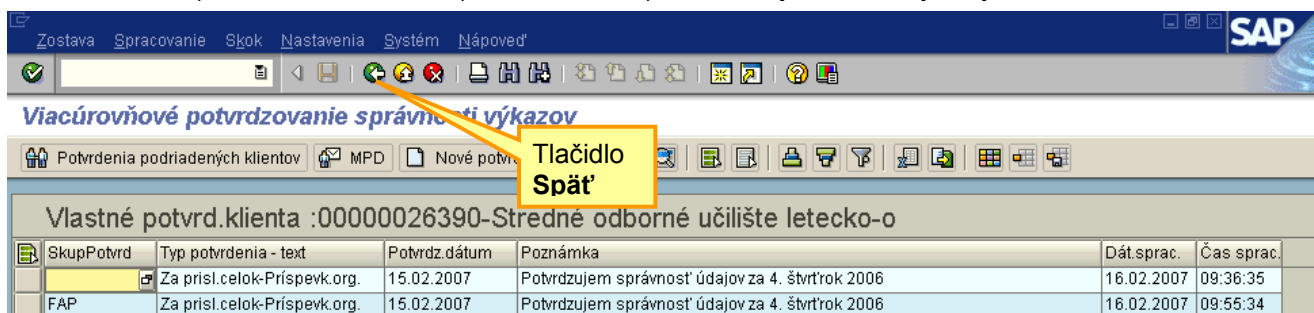 Zostava Spracovanie Skok Nastavenia Systém Nápoveď
SAP
Viacúrovňové potvrdzovanie správnosti výkazov
Potvrdenia podriadených klientov MPD Nové potv
Tlačidlo
Späť
Vlastné potvrd.klienta :00000026390-Stredné odborné učilište letecko-o
SkupPotvrd Typ potvrdenia - text Potvrdz.dátum Poznámka Dát.sprac. Čas sprac.
Za prisl.celok-Príspevk.org. 15.02.2007 Potvrdzujem správnosť údajov za 4. štvrťrok 2006 16.02.2007 09:36:35
FAP Za prisl.celok-Príspevk.org. 15.02.2007 Potvrdzujem správnosť údajov za 4. štvrťrok 2006 16.02.2007 09:55:34